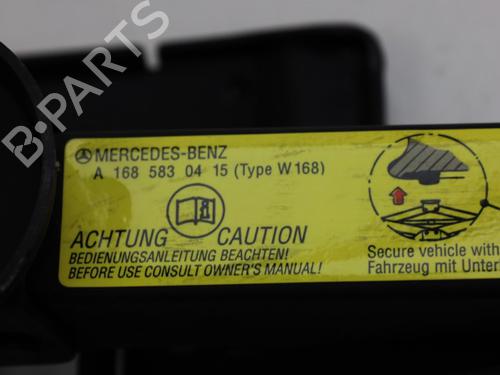 B-PARTS
MERCEDES-BENZ
A 168 583 04 15 (Type W168)
ACHTUNG CAUTION
BEDIENUNGSANLEITUNG BEACHTEN!
BEFORE USE CONSULT OWNER'S MANUAL!
Secure vehicle with
Fahrzeug mit Unter